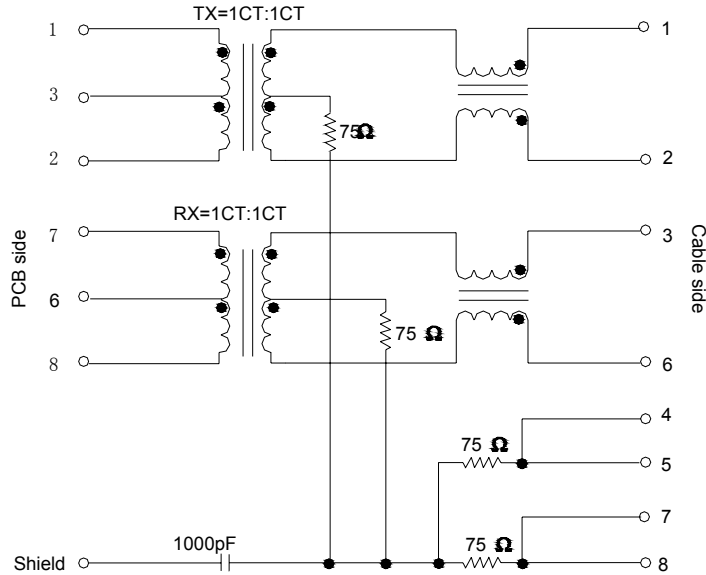 TX=1CT:1CT
1
1
3
75Ω
2
2
RX=1CT:1CT
7
3
PCB side
Cable side
6
75 Ω
8
6
4
75 Ω
5
7
1000pF
75 Ω
Shield
8